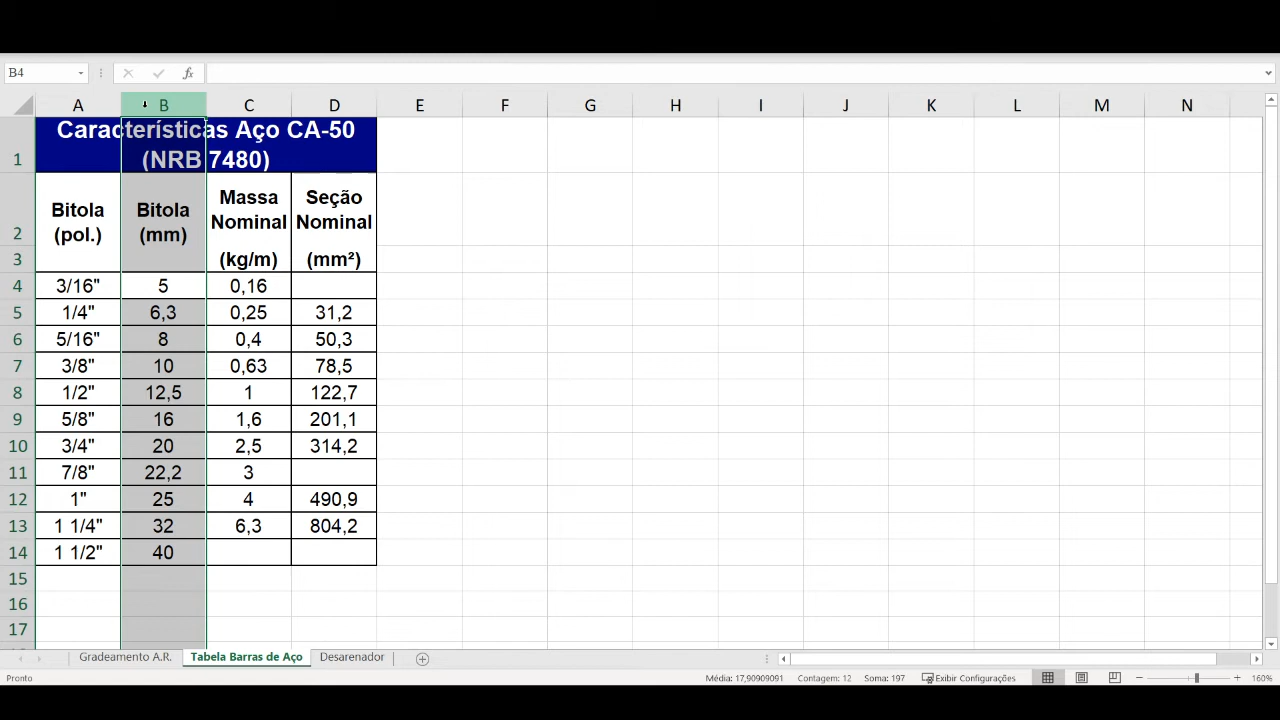 B4
fx
A B C D E F G H I J K L M N
1 Características Aço CA-50
(NRB 7480)
2 Bitola (pol.) Bitola (mm) Massa Nominal Seção Nominal
3 (kg/m) (mm²)
4 3/16" 5 0,16
5 1/4" 6,3 0,25 31,2
6 5/16" 8 0,4 50,3
7 3/8" 10 0,63 78,5
8 1/2" 12,5 1 122,7
9 5/8" 16 1,6 201,1
10 3/4" 20 2,5 314,2
11 7/8" 22,2 3
12 1" 25 4 490,9
13 1 1/4" 32 6,3 804,2
14 1 1/2" 40
15
16
17
Gradeamento A.R. Tabela Barras de Aço Desarenador
Pronto Média: 17,90909091 Contagem: 12 Soma: 197 Exibir Configurações 160%